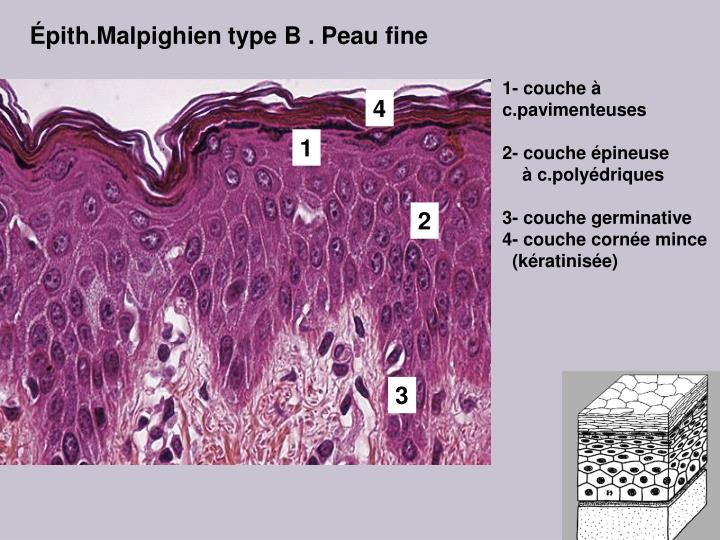 Épith.Malpighien type B . Peau fine
1- couche à
c.pavimenteuses
2- couche épineuse
à c.polyédriques
3- couche germinative
4- couche cornée mince
(kératinisée)
4
1
2
3